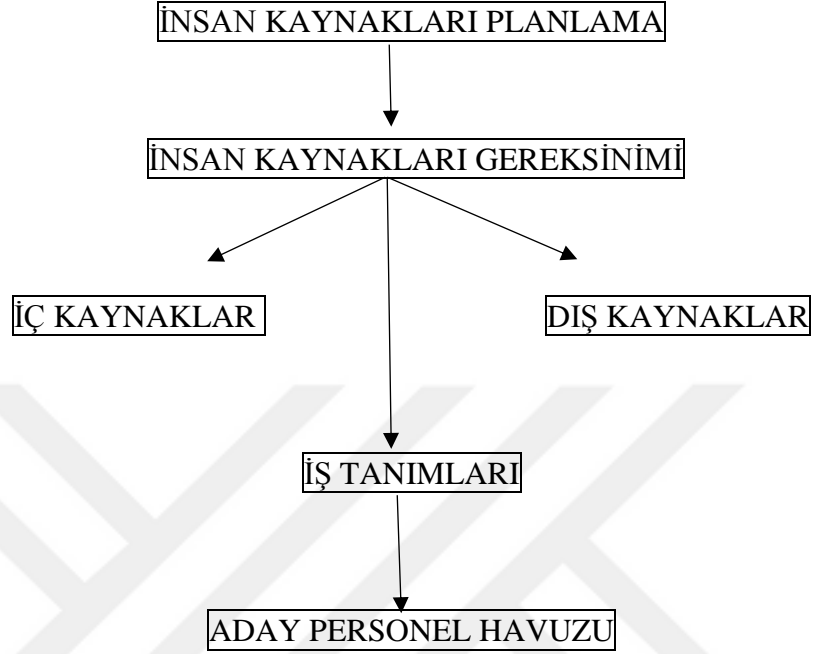 İNSAN KAYNAKLARI PLANLAMA
İNSAN KAYNAKLARI GEREKSİNİMİ
İÇ KAYNAKLAR
DIŞ KAYNAKLAR
İŞ TANIMLARI
ADAY PERSONEL HAVUZU